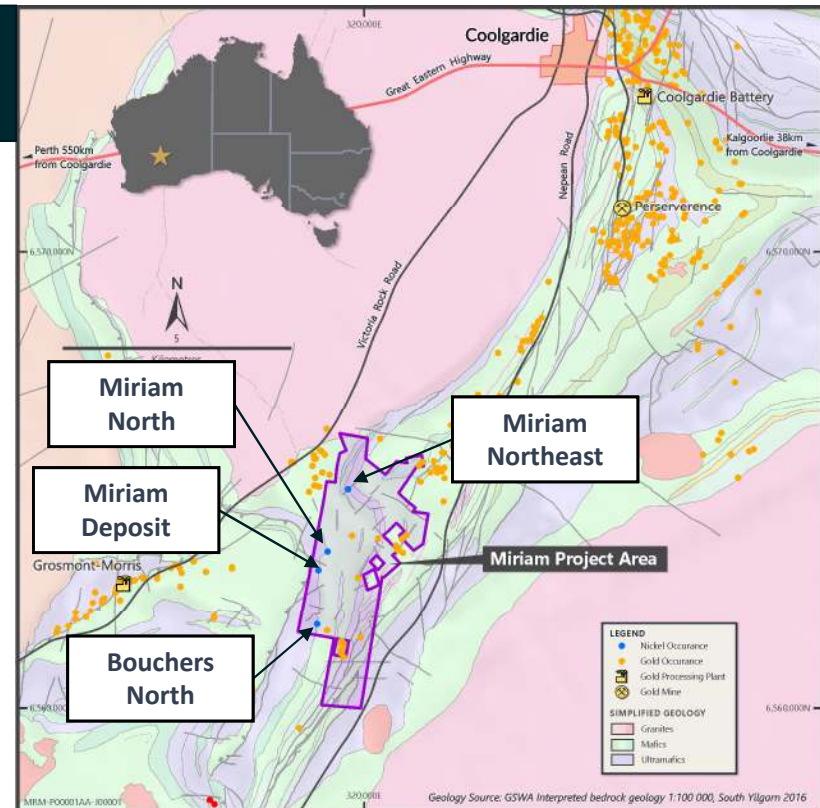 320,000E
Coolgardie
Great Eastern Highway
Coolgardie Battery
Perth 550km
from Coolgardie
Kalgoorlie 38km
from Coolgardie
Nepean Road
Perserverence
6,570,000N
6,570,000N
N
Victoria Rock Road
5
Kilometres
Miriam
North
Miriam
Northeast
Miriam
Deposit
Grosmont-Morris
Miriam Project Area
Bouchers
North
LEGEND
Nickel Occurance
Gold Occurance
Gold Processing Plant
Gold Mine
SIMPLIFIED GEOLOGY
Granites
Mafics
Ultramafics
6,560,000N
6,560,000N
320,000E
Geology Source: GSWA Interpreted bedrock geology 1:100 000, South Yilgarn 2016